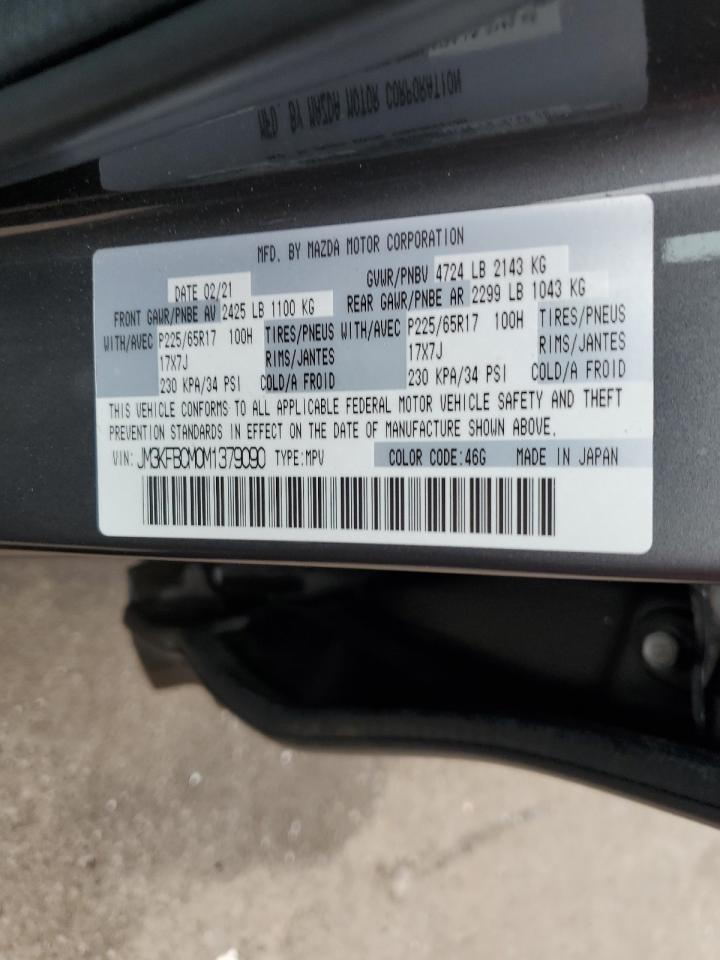 MFD. BY MAZDA MOTOR CORPORATION
DATE 02/21 GVWR/PNBV 4724 LB 2143 KG
FRONT GAWR/PNBE AV 2425 LB 1100 KG REAR GAWR/PNBE AR 2299 LB 1043 KG
WITH/AVEC P225/65R17 100H TIRES/PNEUS WITH/AVEC P225/65R17 100H TIRES/PNEUS
17X7J RIMS/JANTES 17X7J RIMS/JANTES
230 KPA/34 PSI COLD/A FROID 230 KPA/34 PSI COLD/A FROID
THIS VEHICLE CONFORMS TO ALL APPLICABLE FEDERAL MOTOR VEHICLE SAFETY AND THEFT
PREVENTION STANDARDS IN EFFECT ON THE DATE OF MANUFACTURE SHOWN ABOVE.
VIN: JM3KFBCM0M1379090 TYPE:MPV COLOR CODE:46G MADE IN JAPAN